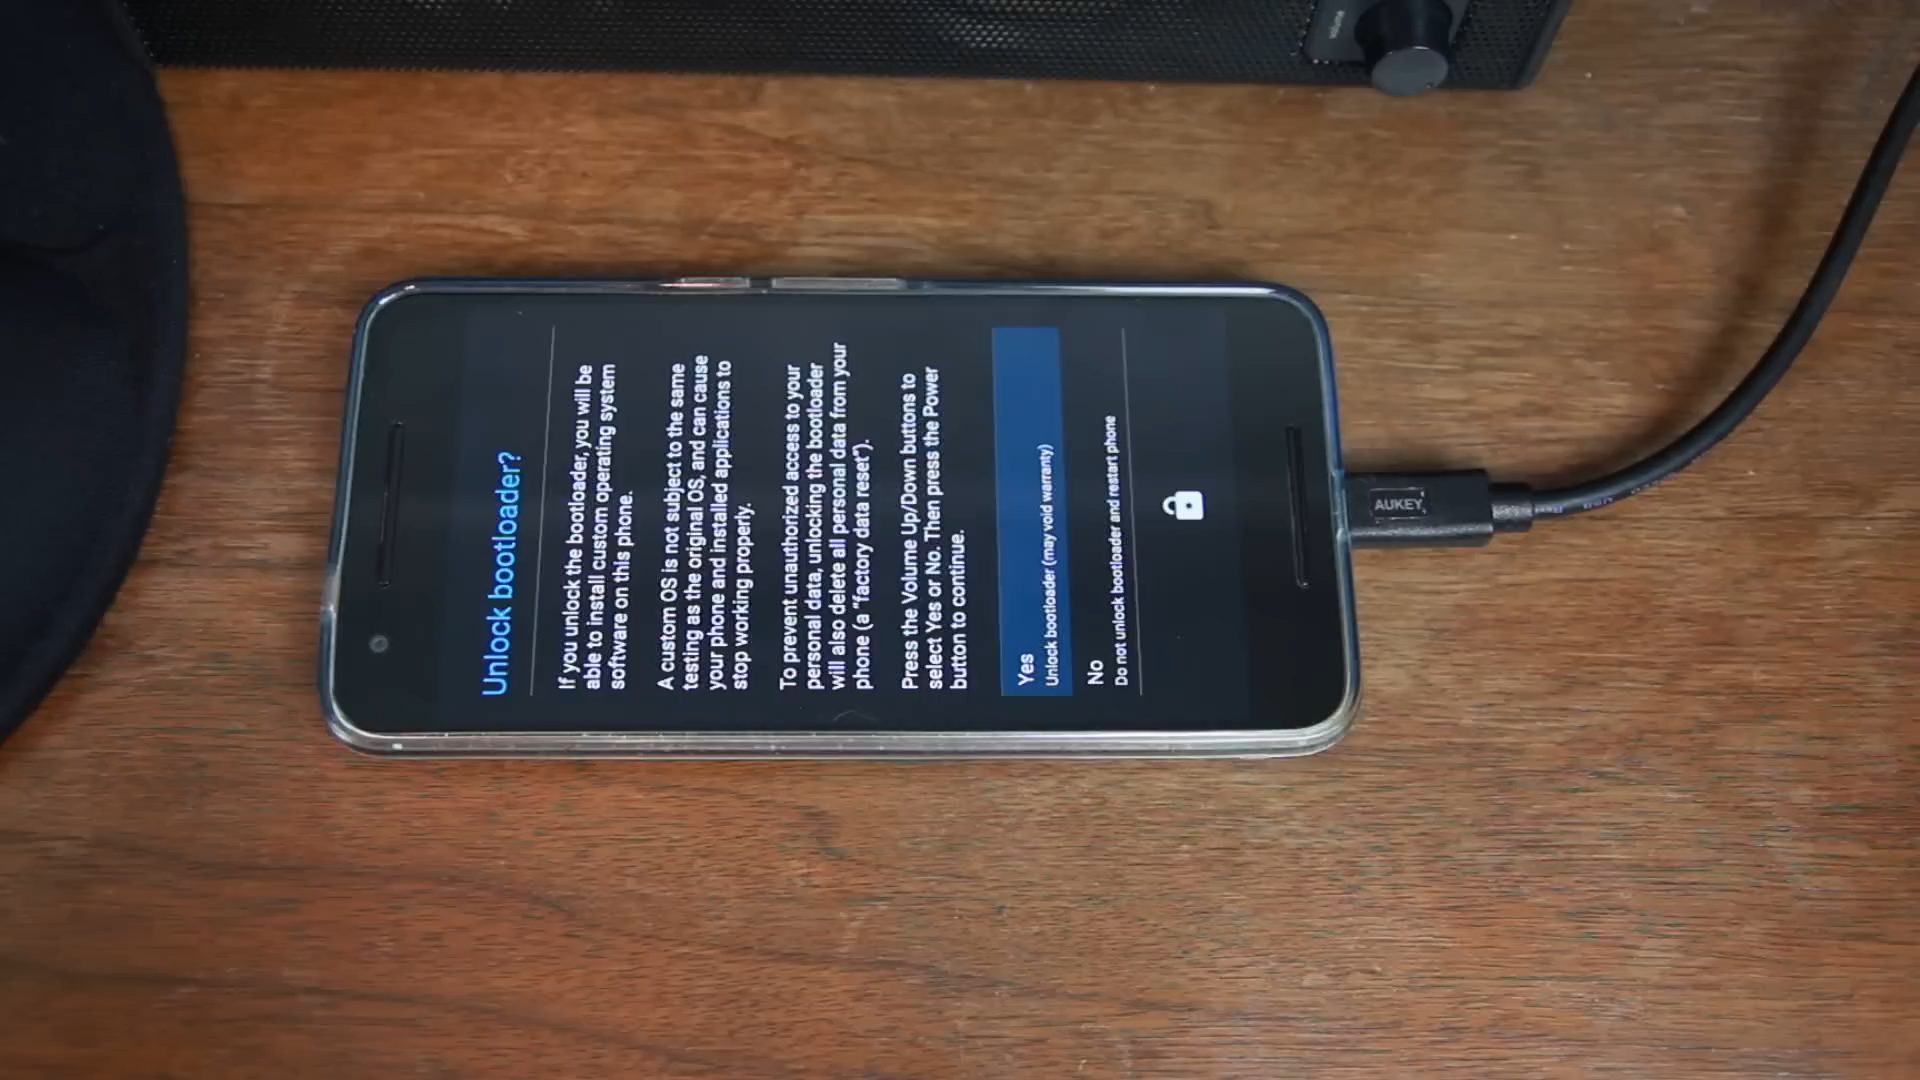 Unlock bootloader?
If you unlock the bootloader, you will be
able to install custom operating system
software on this phone.
A custom OS is not subject to the same
testing as the original OS, and can cause
your phone and installed applications to
stop working properly.
To prevent unauthorized access to your
personal data, unlocking the bootloader
will also delete all personal data from your
phone (a "factory data reset").
Press the Volume Up/Down buttons to
select Yes or No. Then press the Power
button to continue.
Yes
Unlock bootloader (may void warranty)
No
Do not unlock bootloader and restart phone
AUKEY
volume